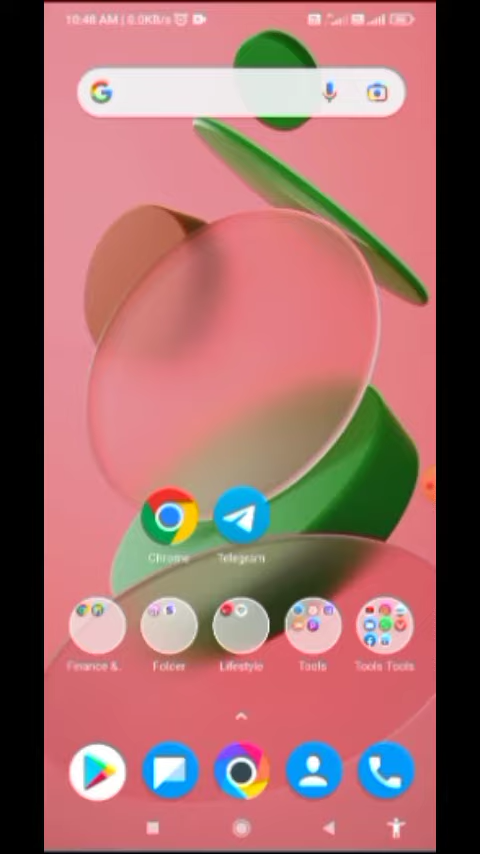 10:48 AM | 0.0KB/s
Chrome
Telegram
Finance &.
Folder
Lifestyle
Tools
Tools Tools